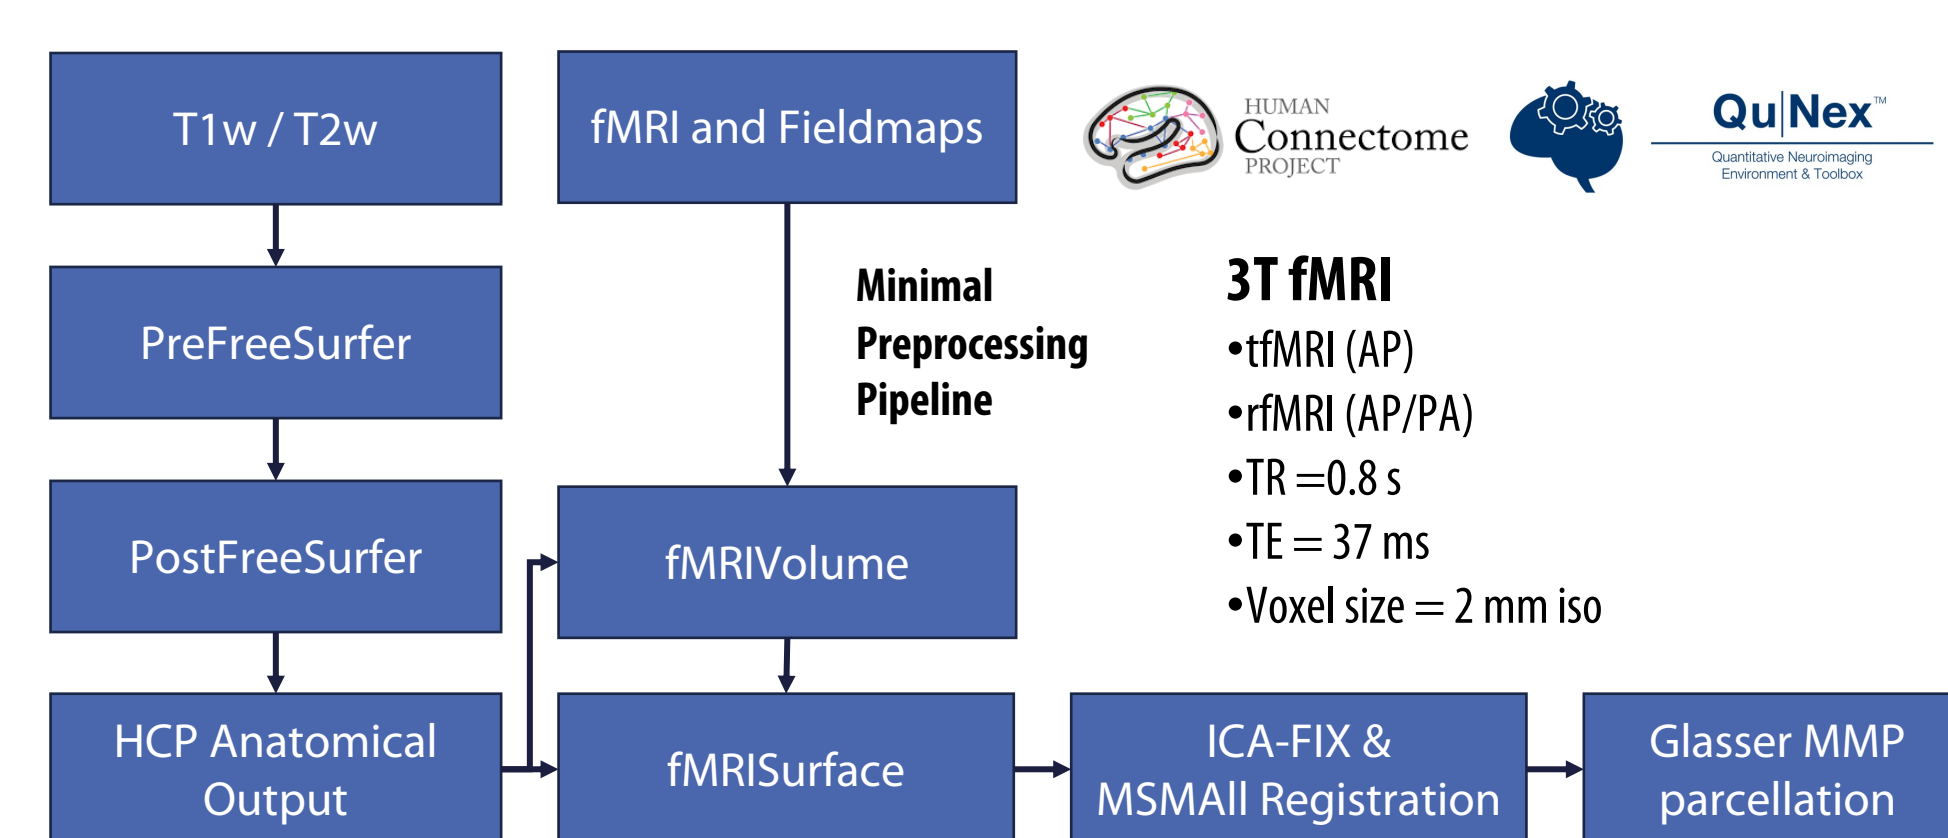 T1w / T2w
fMRI and Fieldmaps
HUMAN
Connectome
PROJECT
Qu|Nex™
Quantitative Neuroimaging
Environment & Toolbox
PreFreeSurfer
Minimal
Preprocessing
Pipeline
3T fMRI
•tfMRI (AP)
•rfMRI (AP/PA)
•TR =0.8 s
•TE = 37 ms
•Voxel size = 2 mm iso
PostFreeSurfer
fMRIVolume
HCP Anatomical
Output
fMRISurface
ICA-FIX &
MSMAll Registration
Glasser MMP
parcellation